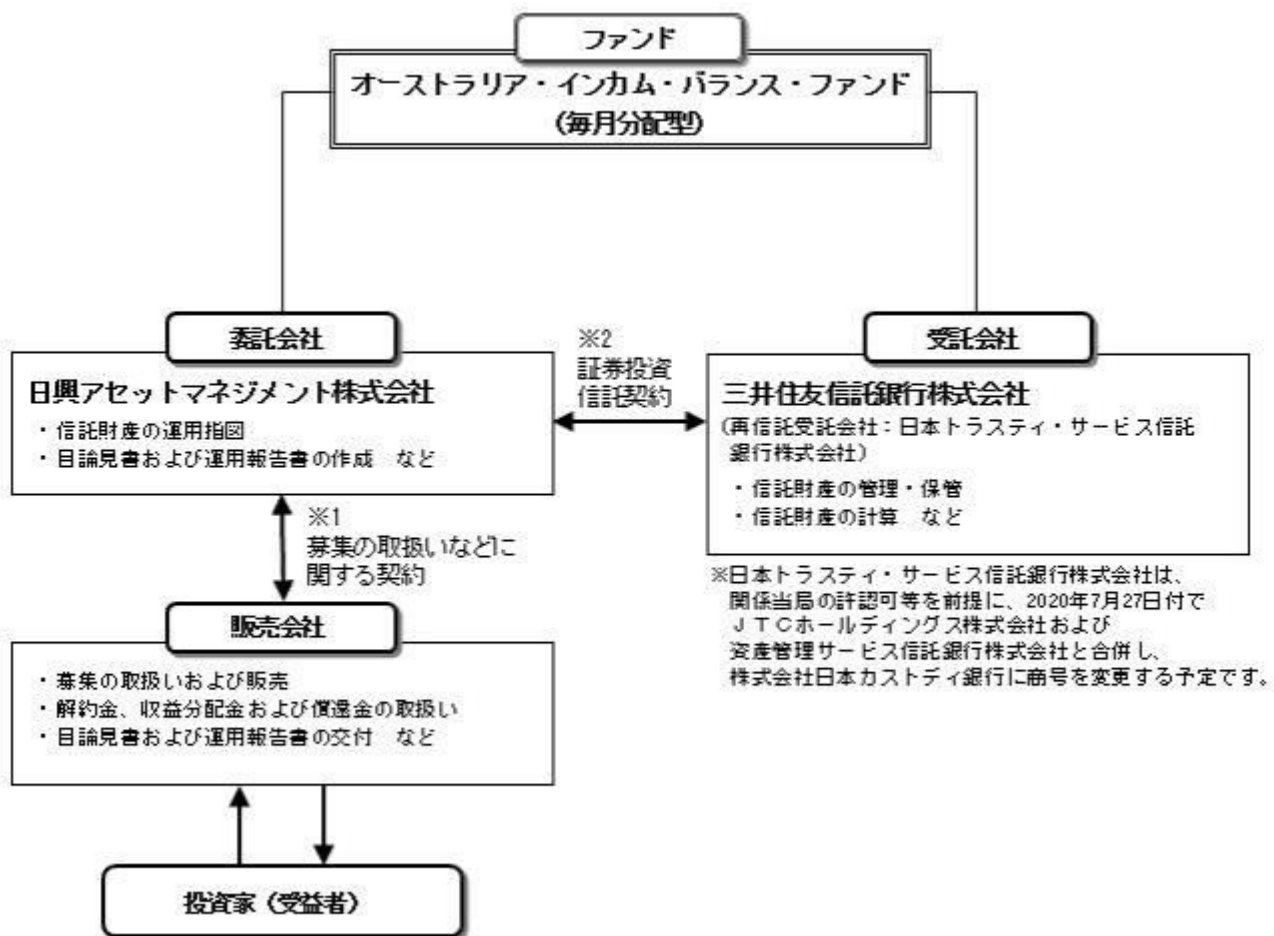 ファンド
オーストラリア・インカム・バランス・ファンド
（毎月分配型）
委託会社
日興アセットマネジメント株式会社
・信託財産の運用指図
・目論見書および運用報告書の作成　など
※2
証券投資
信託契約
受託会社
三井住友信託銀行株式会社
（再信託受託会社：日本トラスティ・サービス信託
銀行株式会社）
・信託財産の管理・保管
・信託財産の計算　など
※1
募集の取扱いなどに
関する契約
※日本トラスティ・サービス信託銀行株式会社は、
関係当局の許認可等を前提に、2020年7月27日付で
ＪＴＣホールディングス株式会社および
資産管理サービス信託銀行株式会社と合併し、
株式会社日本カストディ銀行に商号を変更する予定です。
販売会社
・募集の取扱いおよび販売
・解約金、収益分配金および償還金の取扱い
・目論見書および運用報告書の交付　など
投資家（受益者）